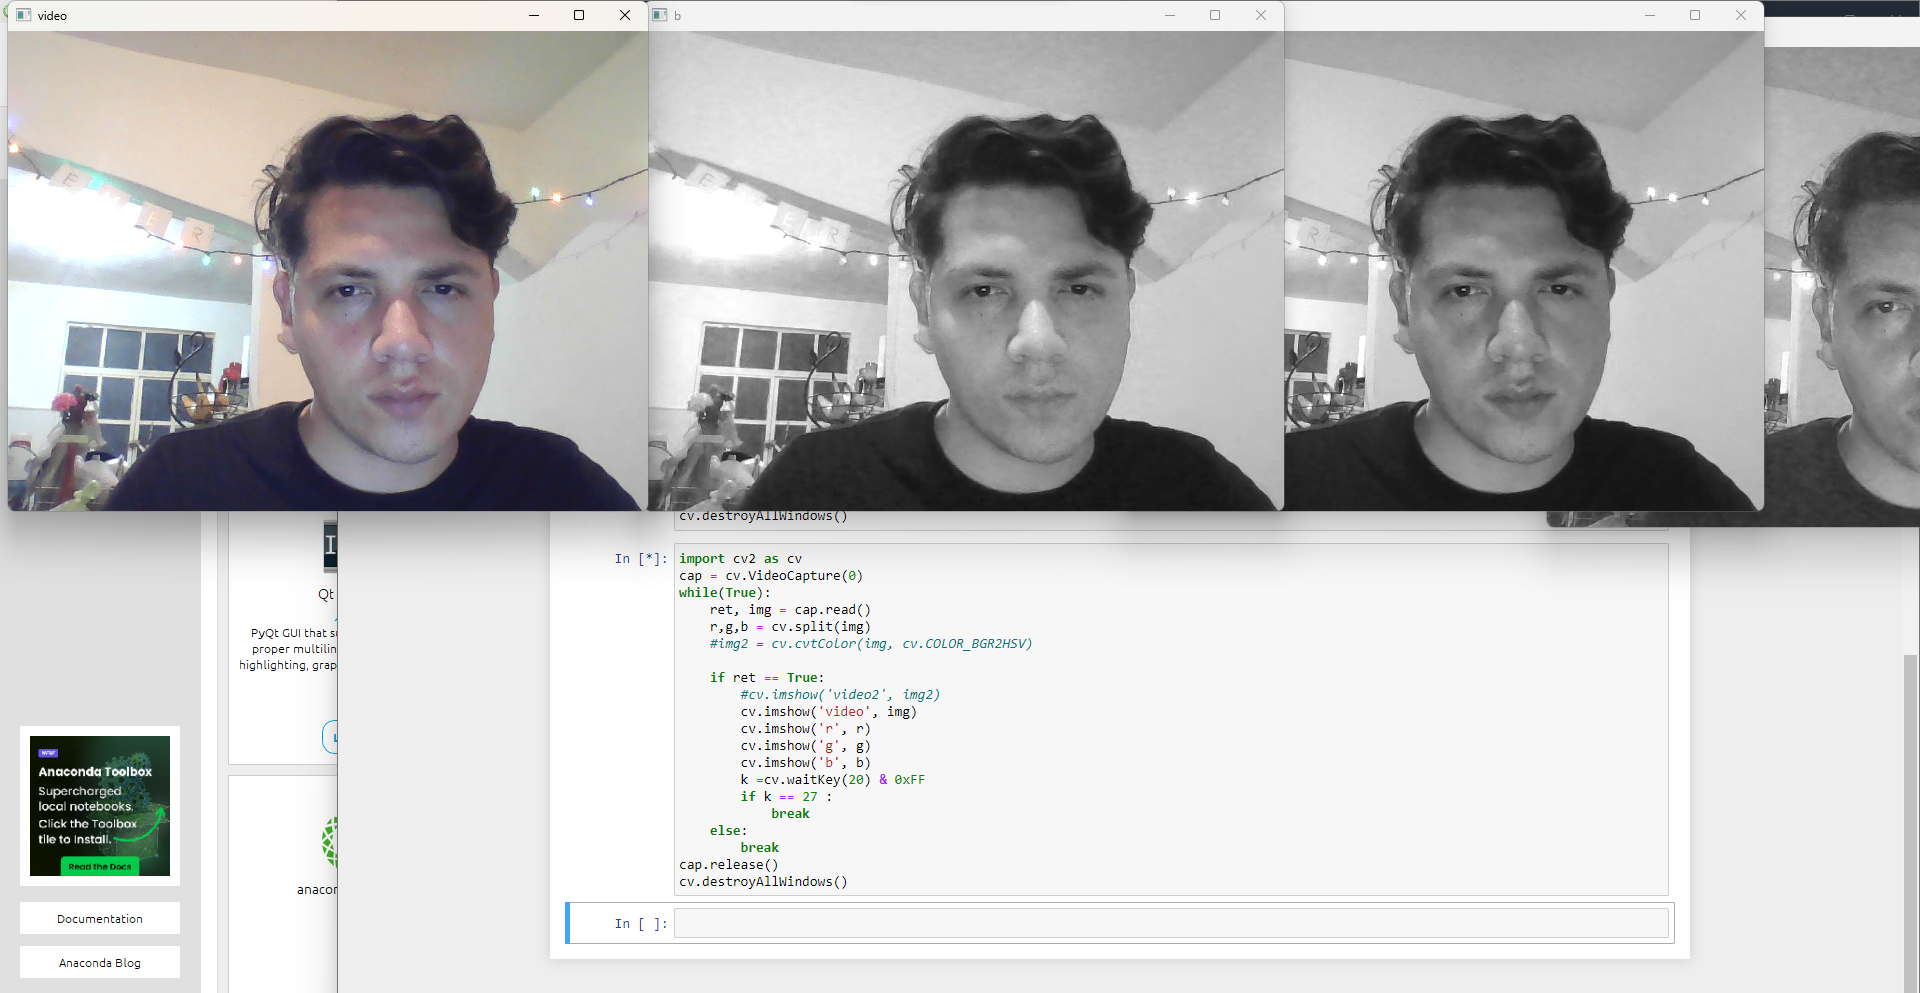 video
b
E
E R
E
E R
R
cv.destroyAllWindows()
In [*]:
import cv2 as cv
cap = cv.VideoCapture(0)
while(True):
    ret, img = cap.read()
    r,g,b = cv.split(img)
    #img2 = cv.cvtColor(img, cv.COLOR_BGR2HSV)
    if ret == True:
        #cv.imshow('video2', img2)
        cv.imshow('video', img)
        cv.imshow('r', r)
        cv.imshow('g', g)
        cv.imshow('b', b)
        k =cv.waitKey(20) & 0xFF
        if k == 27 :
            break
    else:
        break
cap.release()
cv.destroyAllWindows()
In [ ]:
Qt
PyQt GUI that
proper
highlighting,
NEW
Anaconda Toolbox
Supercharged
local notebooks.
Click the Toolbox
tile to Install.
Read the Docs
Documentation
Anaconda Blog